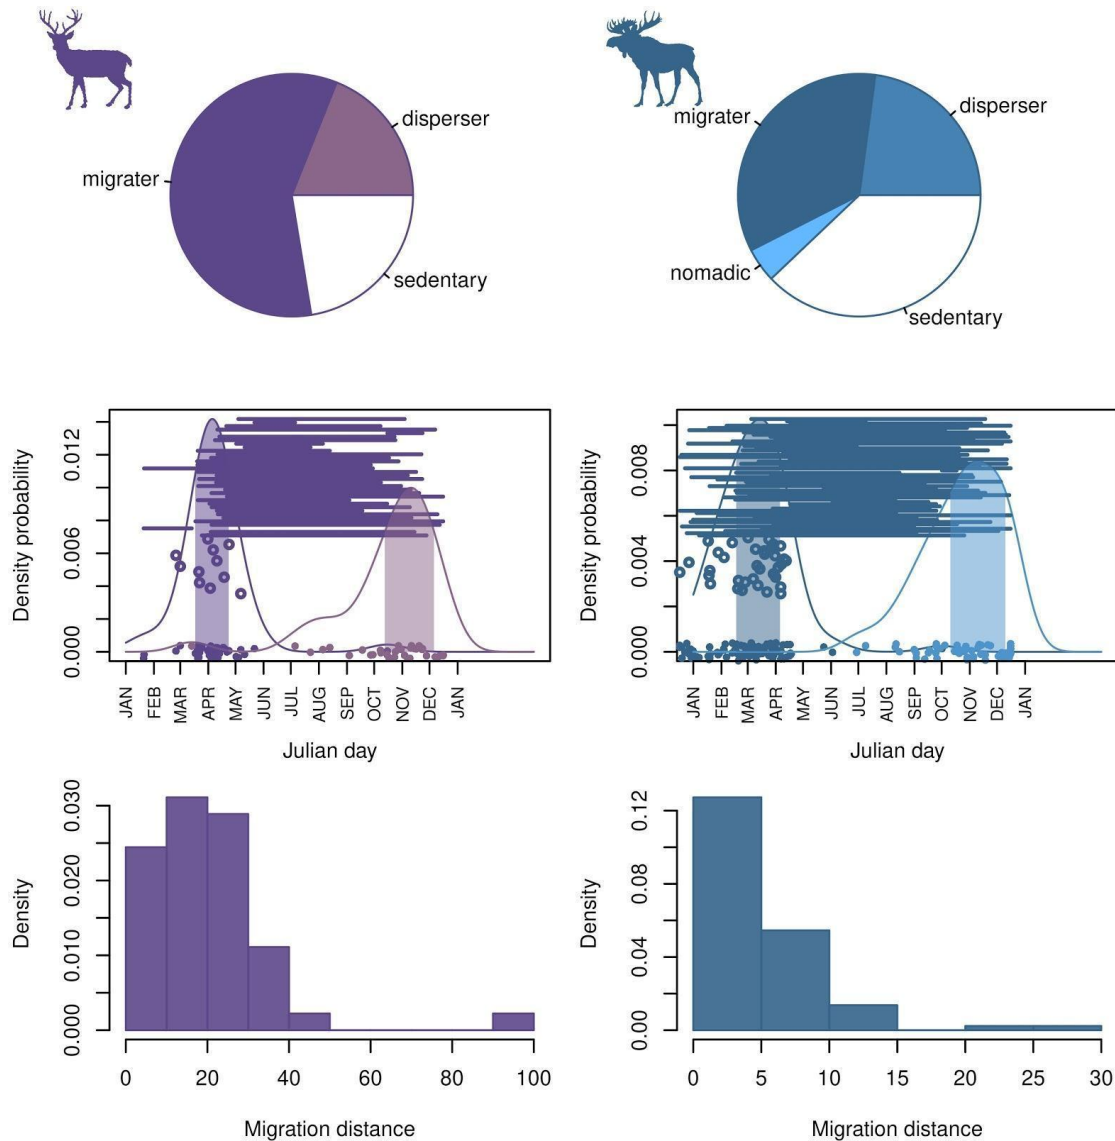 disperser
migrater
sedentary
disperser
migrater
nomadic
sedentary
Density probability
0.000 0.006 0.012
JAN FEB MAR APR MAY JUN JUL AUG SEP OCT NOV DEC JAN
Julian day
Density probability
0.000 0.004 0.008
JAN FEB MAR APR MAY JUN JUL AUG SEP OCT NOV DEC JAN
Julian day
Density
0.000 0.010 0.020 0.030
0 20 40 60 80 100
Migration distance
Density
0.00 0.04 0.08 0.12
0 5 10 15 20 25 30
Migration distance